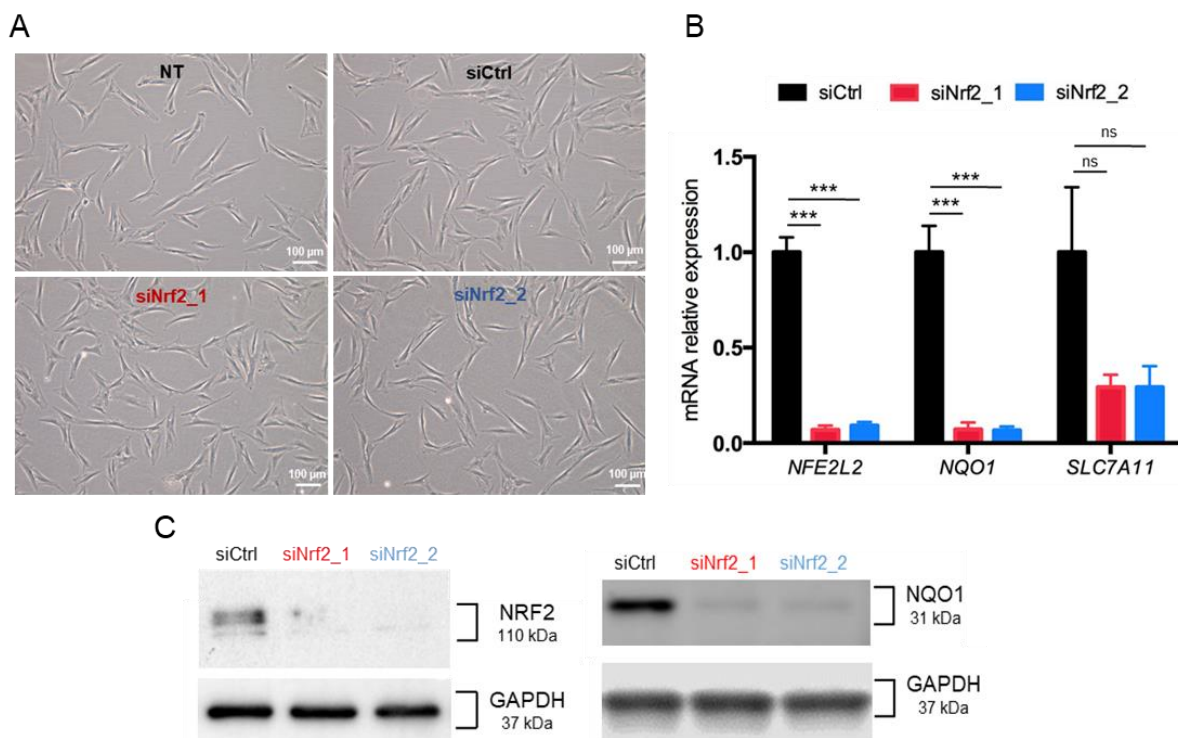 A
NT
siCtrl
100 µm
100 µm
siNrf2_1
siNrf2_2
100 µm
100 µm
B
siCtrl siNrf2_1 siNrf2_2
mRNA relative expression
1.5
1.0
0.5
0.0
*** ***
*** ***
ns
ns
NFE2L2 NQO1 SLC7A11
C
siCtrl siNrf2_1 siNrf2_2
NRF2
110 kDa
GAPDH
37 kDa
siCtrl siNrf2_1 siNrf2_2
NQO1
31 kDa
GAPDH
37 kDa